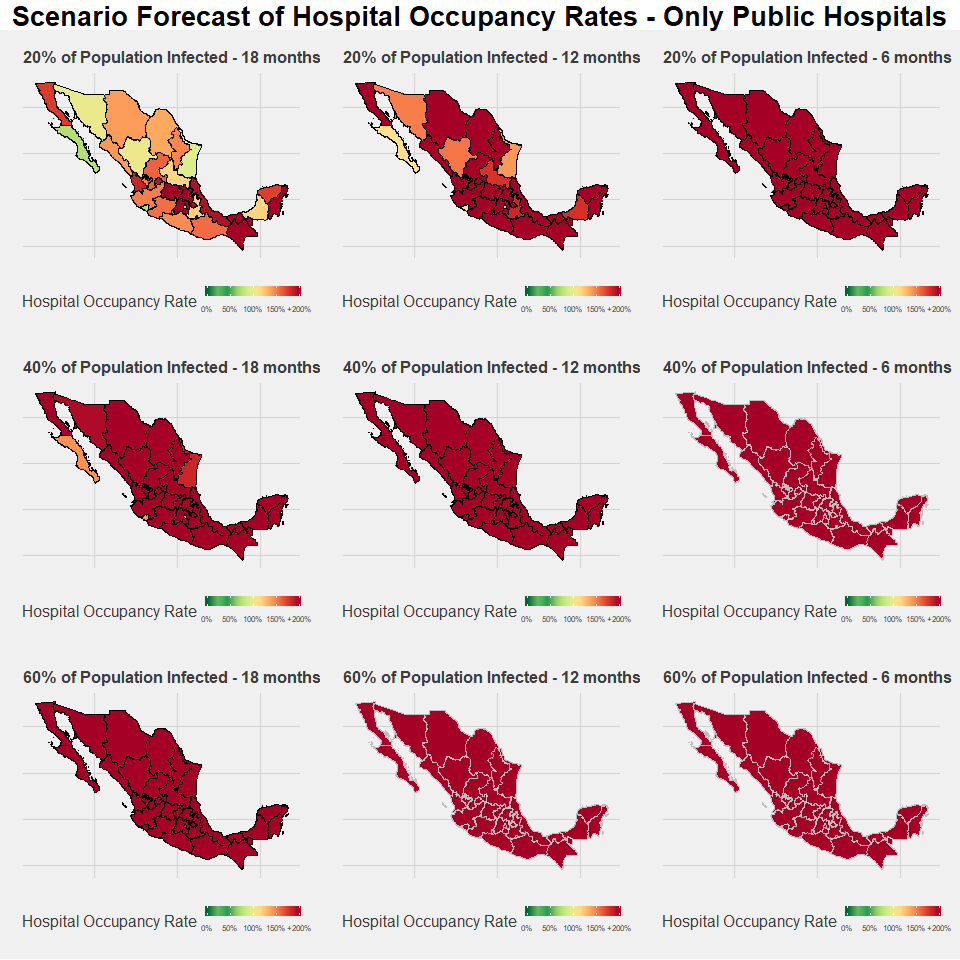 Scenario Forecast of Hospital Occupancy Rates - Only Public Hospitals
20% of Population Infected - 18 months
20% of Population Infected - 12 months
20% of Population Infected - 6 months
Hospital Occupancy Rate
0% 50% 100% 150% +200%
Hospital Occupancy Rate
0% 50% 100% 150% +200%
Hospital Occupancy Rate
0% 50% 100% 150% +200%
40% of Population Infected - 18 months
40% of Population Infected - 12 months
40% of Population Infected - 6 months
Hospital Occupancy Rate
0% 50% 100% 150% +200%
Hospital Occupancy Rate
0% 50% 100% 150% +200%
Hospital Occupancy Rate
0% 50% 100% 150% +200%
60% of Population Infected - 18 months
60% of Population Infected - 12 months
60% of Population Infected - 6 months
Hospital Occupancy Rate
0% 50% 100% 150% +200%
Hospital Occupancy Rate
0% 50% 100% 150% +200%
Hospital Occupancy Rate
0% 50% 100% 150% +200%